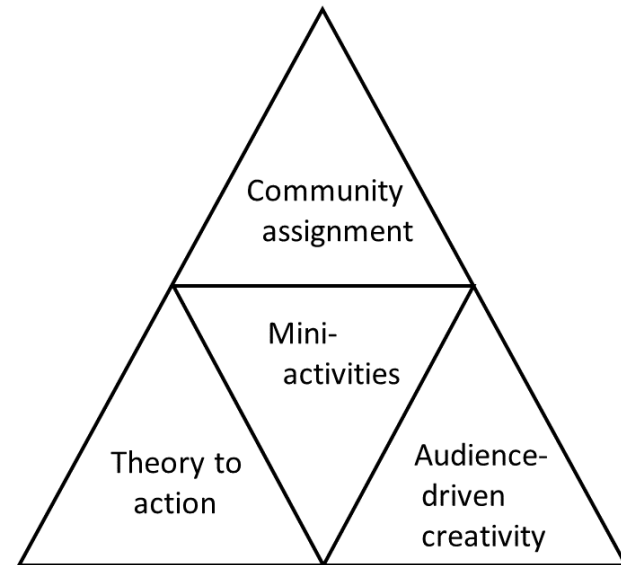 Community
assignment
Mini-
activities
Theory to
action
Audience-
driven
creativity